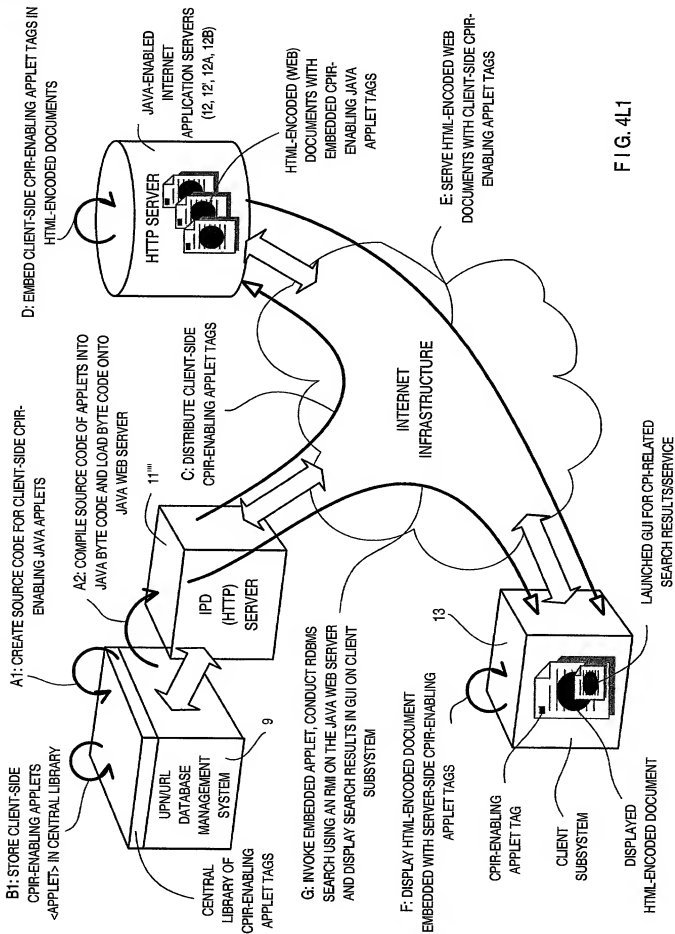 B1: STORE CLIENT-SIDE
CPIR-ENABLING APPLETS
<APPLET> IN CENTRAL LIBRARY
A1: CREATE SOURCE CODE FOR CLIENT-SIDE CPIR-
ENABLING JAVA APPLETS
A2: COMPILE SOURCE CODE OF APPLETS INTO
JAVA BYTE CODE AND LOAD BYTE CODE ONTO
JAVA WEB SERVER
D: EMBED CLIENT-SIDE CPIR-ENABLING APPLET TAGS IN
HTML-ENCODED DOCUMENTS
JAVA-ENABLED
INTERNET
APPLICATION SERVERS
(12, 12', 12A, 12B)
HTTP SERVER
HTML-ENCODED (WEB)
DOCUMENTS WITH
EMBEDDED CPIR-
ENABLING JAVA
APPLET TAGS
11''''
C: DISTRIBUTE CLIENT-SIDE
CPIR-ENABLING APPLET TAGS
IPD
(HTTP)
SERVER
UPN/URL
DATABASE
MANAGEMENT
SYSTEM
9
CENTRAL
LIBRARY OF
CPIR-ENABLING
APPLET TAGS
INTERNET
INFRASTRUCTURE
E: SERVE HTML-ENCODED WEB
DOCUMENTS WITH CLIENT-SIDE CPIR-
ENABLING APPLET TAGS
G: INVOKE EMBEDDED APPLET, CONDUCT RDBMS
SEARCH USING AN RMI ON THE JAVA WEB SERVER
AND DISPLAY SEARCH RESULTS IN GUI ON CLIENT
SUBSYSTEM
F: DISPLAY HTML-ENCODED DOCUMENT
EMBEDDED WITH SERVER-SIDE CPIR-ENABLING
APPLET TAGS
13
CPIR-ENABLING
APPLET TAG
CLIENT
SUBSYSTEM
DISPLAYED
HTML-ENCODED DOCUMENT
LAUNCHED GUI FOR CPI-RELATED
SEARCH RESULTS/SERVICE
FIG. 4L1